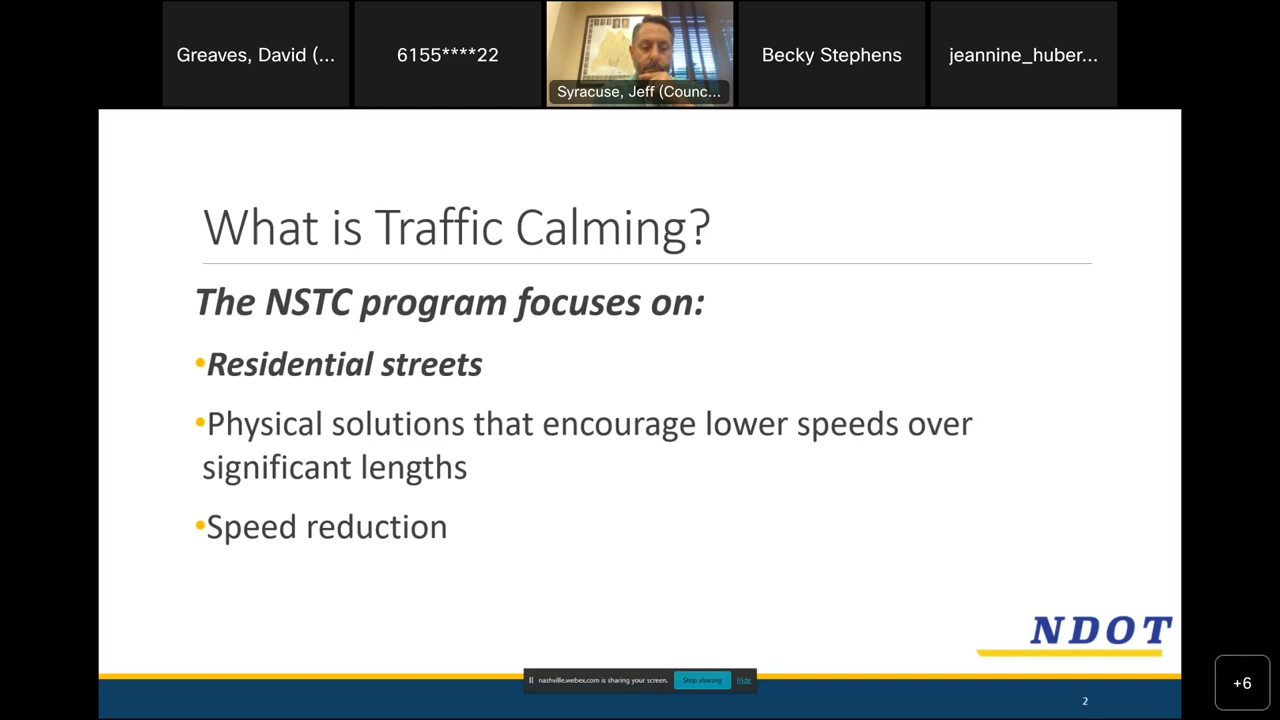 Greaves, David (...
6155****22
Syracuse, Jeff (Counc...
Becky Stephens
jeannine_huber...
What is Traffic Calming?
The NSTC program focuses on:
•Residential streets
•Physical solutions that encourage lower speeds over
significant lengths
•Speed reduction
NDOT
nashville.webex.com is sharing your screen.
Stop sharing
Hide
2
+6